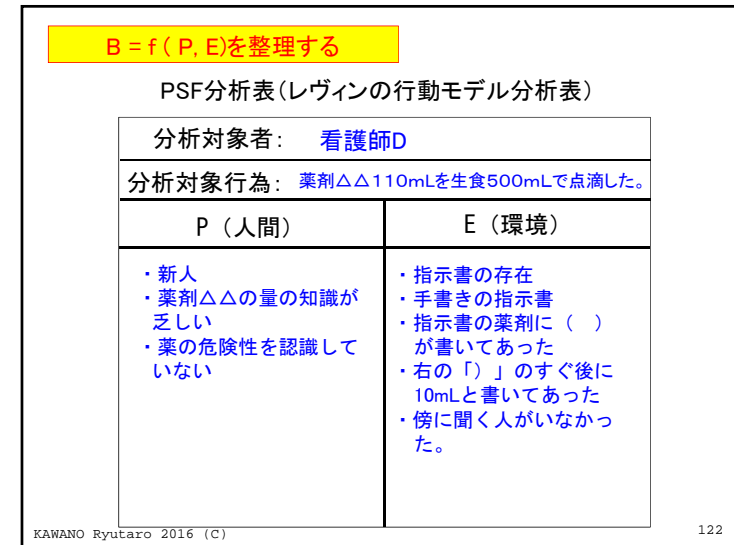 B = f ( P, E)を整理する
PSF分析表(レヴィンの行動モデル分析表)
分析対象者: 看護師D
分析対象行為: 薬剤△△110mLを生食500mLで点滴した。
P (人間)
・新人
・薬剤△△の量の知識が
乏しい
・薬の危険性を認識して
いない
E (環境)
・指示書の存在
・手書きの指示書
・指示書の薬剤に( )
が書いてあった
・右の「)」のすぐ後に
10mLと書いてあった
・傍に聞く人がいなかっ
た。
KAWANO Ryutaro 2016 (C)
122